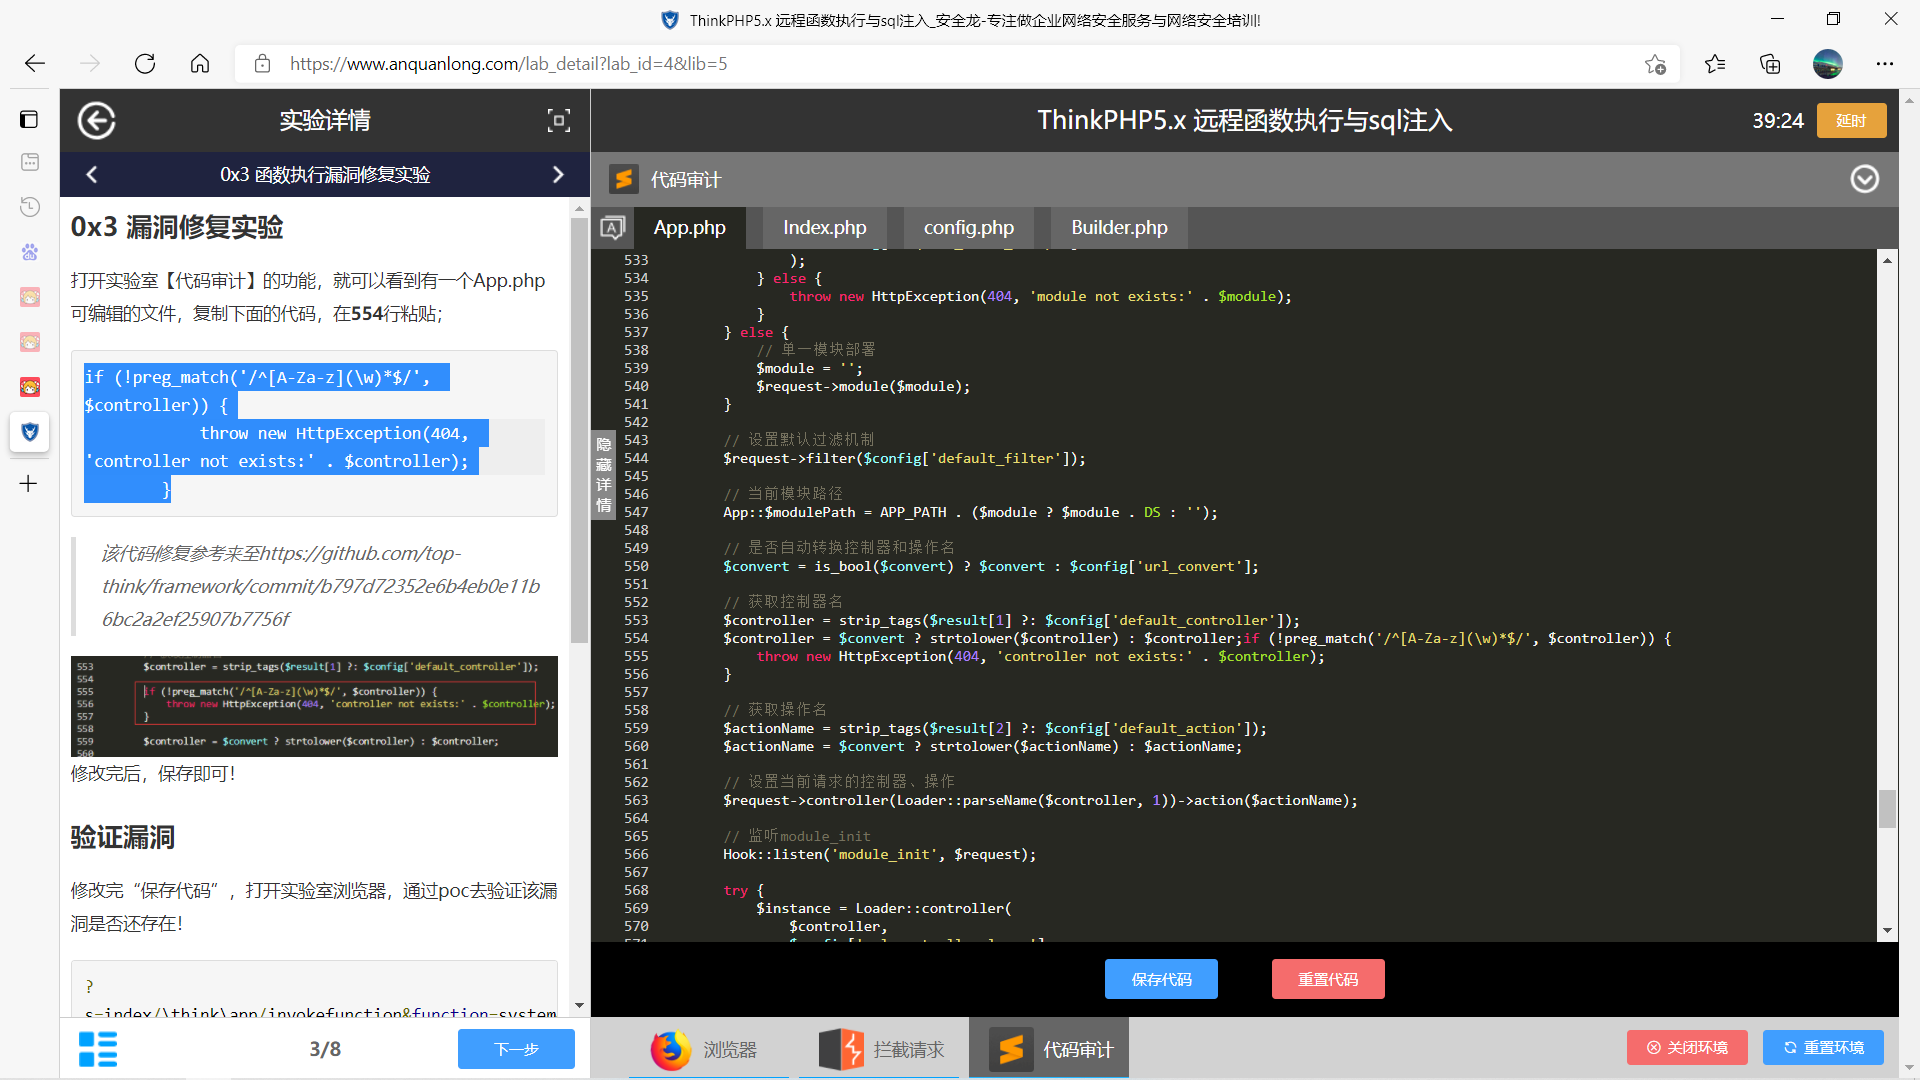 ThinkPHP5.x 远程函数执行与sql注入_安全龙-专注做企业网络安全服务与网络安全培训!
https://www.anquanlong.com/lab_detail?lab_id=4&lib=5
实验详情
0x3 函数执行漏洞修复实验
0x3 漏洞修复实验
打开实验室【代码审计】的功能，就可以看到有一个App.php
可编辑的文件，复制下面的代码，在554行粘贴；
if (!preg_match('/^[A-Za-z](\w)*$/',
$controller)) {
throw new HttpException(404,
'controller not exists:' . $controller);
}
该代码修复参考来至https://github.com/top-
think/framework/commit/b797d72352e6b4eb0e11b
6bc2a2ef25907b7756f
553 $controller = strip_tags($result[1] ?: $config['default_controller']);
554
555 if (!preg_match('/^[A-Za-z](\w)*$/', $controller)) {
556 throw new HttpException(404, 'controller not exists:' . $controller);
557 }
558
559 $controller = $convert ? strtolower($controller) : $controller;
560
修改完后，保存即可！
验证漏洞
修改完“保存代码”，打开实验室浏览器，通过poc去验证该漏
洞是否还存在！
?
s=index/\think\app/invokefunction&function=system
3/8
下一步
ThinkPHP5.x 远程函数执行与sql注入
39:24
延时
代码审计
App.php
Index.php
config.php
Builder.php
隐藏详情
533 );
534 } else {
535 throw new HttpException(404, 'module not exists:' . $module);
536 }
537 } else {
538 // 单一模块部署
539 $module = '';
540 $request->module($module);
541 }
542
543 // 设置默认过滤机制
544 $request->filter($config['default_filter']);
545
546 // 当前模块路径
547 App::$modulePath = APP_PATH . ($module ? $module . DS : '');
548
549 // 是否自动转换控制器和操作名
550 $convert = is_bool($convert) ? $convert : $config['url_convert'];
551
552 // 获取控制器名
553 $controller = strip_tags($result[1] ?: $config['default_controller']);
554 $controller = $convert ? strtolower($controller) : $controller;if (!preg_match('/^[A-Za-z](\w)*$/', $controller)) {
555 throw new HttpException(404, 'controller not exists:' . $controller);
556 }
557
558 // 获取操作名
559 $actionName = strip_tags($result[2] ?: $config['default_action']);
560 $actionName = $convert ? strtolower($actionName) : $actionName;
561
562 // 设置当前请求的控制器、操作
563 $request->controller(Loader::parseName($controller, 1))->action($actionName);
564
565 // 监听module_init
566 Hook::listen('module_init', $request);
567
568 try {
569 $instance = Loader::controller(
570 $controller,
保存代码
重置代码
浏览器
拦截请求
代码审计
关闭环境
重置环境